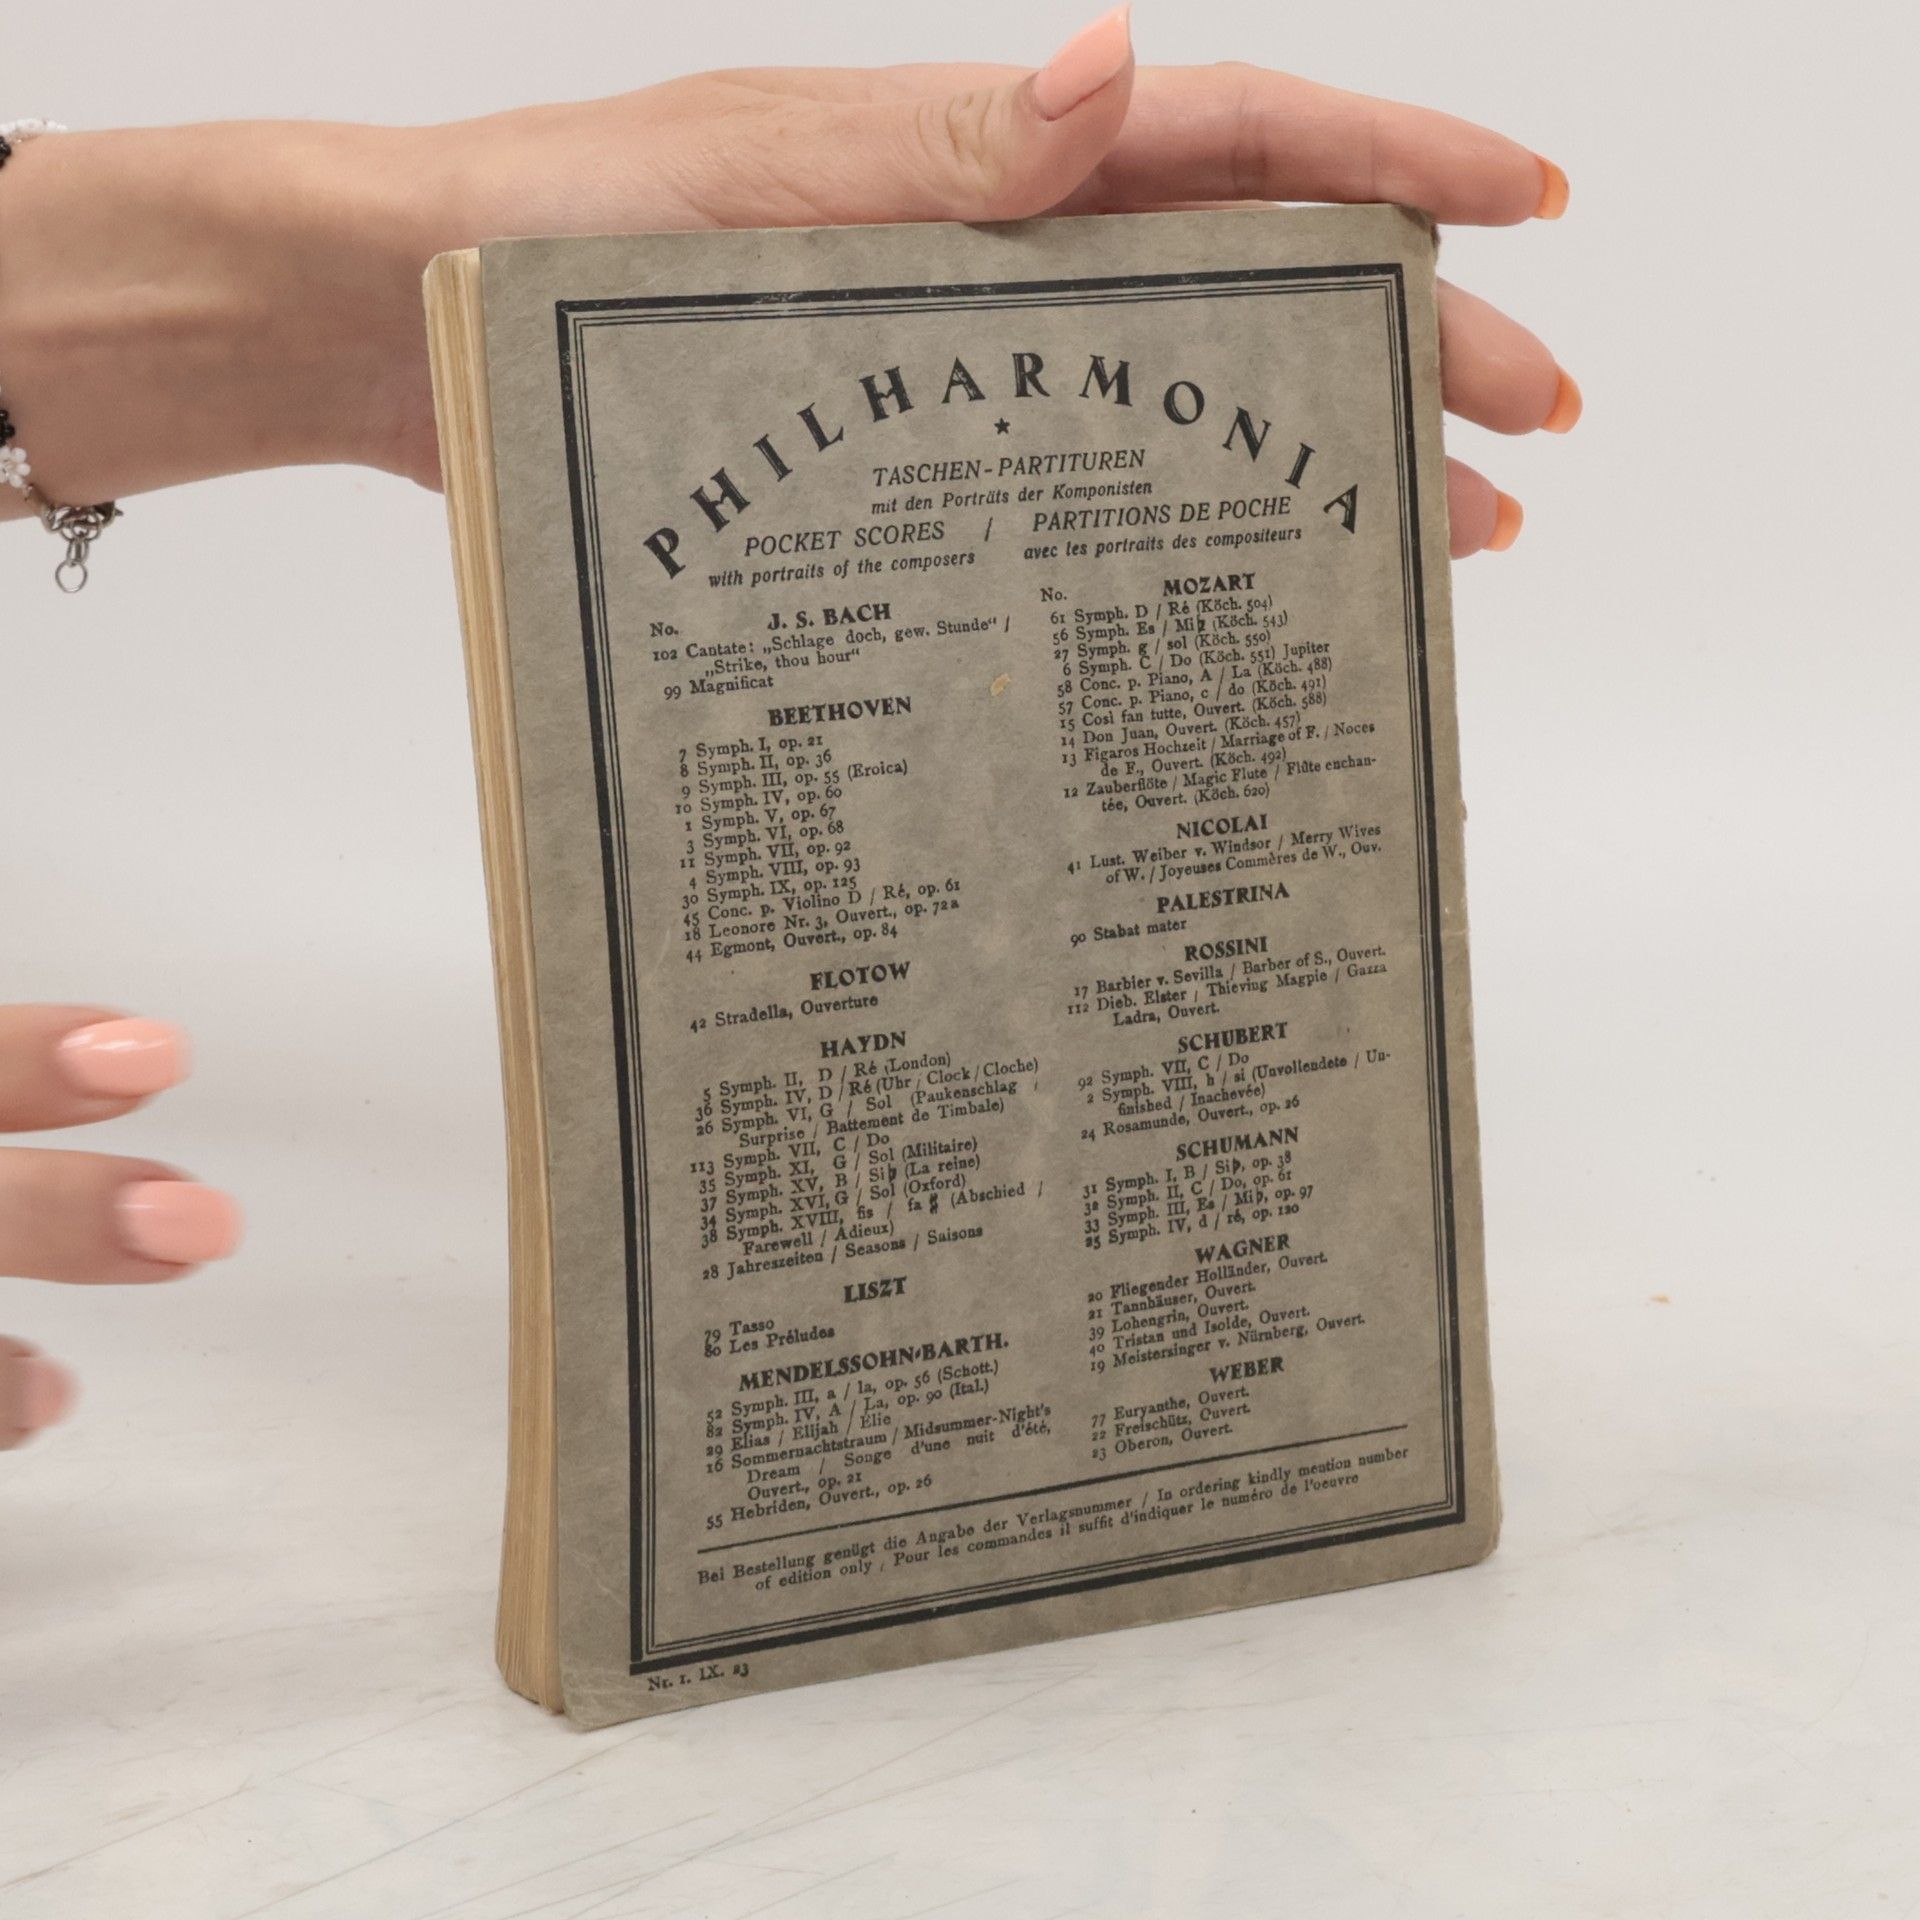 PHILHARMONIA
★
TASCHEN-PARTITUREN
mit den Porträts der Komponisten
POCKET SCORES / PARTITIONS DE POCHE
with portraits of the composers avec les portraits des compositeurs
No. J. S. BACH
102 Cantate: „Schlage doch, gew. Stunde“ /
„Strike, thou hour“
99 Magnificat
BEETHOVEN
7 Symph. I, op. 21
8 Symph. II, op. 36
9 Symph. III, op. 55 (Eroica)
10 Symph. IV, op. 60
1 Symph. V, op. 67
3 Symph. VI, op. 68
11 Symph. VII, op. 92
4 Symph. VIII, op. 93
30 Symph. IX, op. 125
45 Conc. p. Violino D / Ré, op. 61
18 Leonore Nr. 3, Ouvert., op. 72a
44 Egmont, Ouvert., op. 84
FLOTOW
42 Stradella, Ouverture
HAYDN
5 Symph. II, D / Ré (London)
36 Symph. IV, D / Ré (Uhr / Clock / Cloche)
26 Symph. VI, G / Sol (Paukenschlag /
Surprise / Battement de Timbale)
113 Symph. VII, C / Do
35 Symph. XI, G / Sol (Militaire)
37 Symph. XV, B / Si♭ (La reine)
34 Symph. XVI, G / Sol (Oxford)
38 Symph. XVIII, fis / fa♯ (Abschied /
Farewell / Adieux)
28 Jahreszeiten / Seasons / Saisons
LISZT
79 Tasso
80 Les Préludes
MENDELSSOHN-BARTH.
52 Symph. III, a / la, op. 56 (Schott.)
82 Symph. IV, A / La, op. 90 (Ital.)
29 Elias / Elijah / Élie
16 Sommernachtstraum / Midsummer-Night's
Dream / Songe d'une nuit d'été,
Ouvert., op. 21
55 Hebriden, Ouvert., op. 26
No. MOZART
61 Symph. D / Ré (Köch. 504)
56 Symph. Es / Mi♭ (Köch. 543)
27 Symph. g / sol (Köch. 550)
6 Symph. C / Do (Köch. 551) Jupiter
58 Conc. p. Piano, A / La (Köch. 488)
57 Conc. p. Piano, c / do (Köch. 491)
15 Così fan tutte, Ouvert. (Köch. 588)
14 Don Juan, Ouvert. (Köch. 457)
13 Figaros Hochzeit / Marriage of F. / Noces
de F., Ouvert. (Köch. 492)
12 Zauberflöte / Magic Flute / Flûte enchan-
tée, Ouvert. (Köch. 620)
NICOLAI
41 Lust. Weiber v. Windsor / Merry Wives
of W. / Joyeuses Commères de W., Ouv.
PALESTRINA
90 Stabat mater
ROSSINI
17 Barbier v. Sevilla / Barber of S., Ouvert.
112 Dieb. Elster / Thieving Magpie / Gazza
Ladra, Ouvert.
SCHUBERT
92 Symph. VII, C / Do
2 Symph. VIII, h / si (Unvollendete / Un-
finished / Inachevée)
24 Rosamunde, Ouvert., op. 26
SCHUMANN
31 Symph. I, B / Si♭, op. 38
32 Symph. II, C / Do, op. 61
33 Symph. III, Es / Mi♭, op. 97
25 Symph. IV, d / ré, op. 120
WAGNER
20 Fliegender Holländer, Ouvert.
21 Tannhäuser, Ouvert.
39 Lohengrin, Ouvert.
40 Tristan und Isolde, Ouvert.
19 Meistersinger v. Nürnberg, Ouvert.
WEBER
77 Euryanthe, Ouvert.
22 Freischütz, Ouvert.
23 Oberon, Ouvert.
Bei Bestellung genügt die Angabe der Verlagsnummer / In ordering kindly mention number
of edition only / Pour les commandes il suffit d'indiquer le numéro de l'oeuvre
Nr. 1. IX. 23